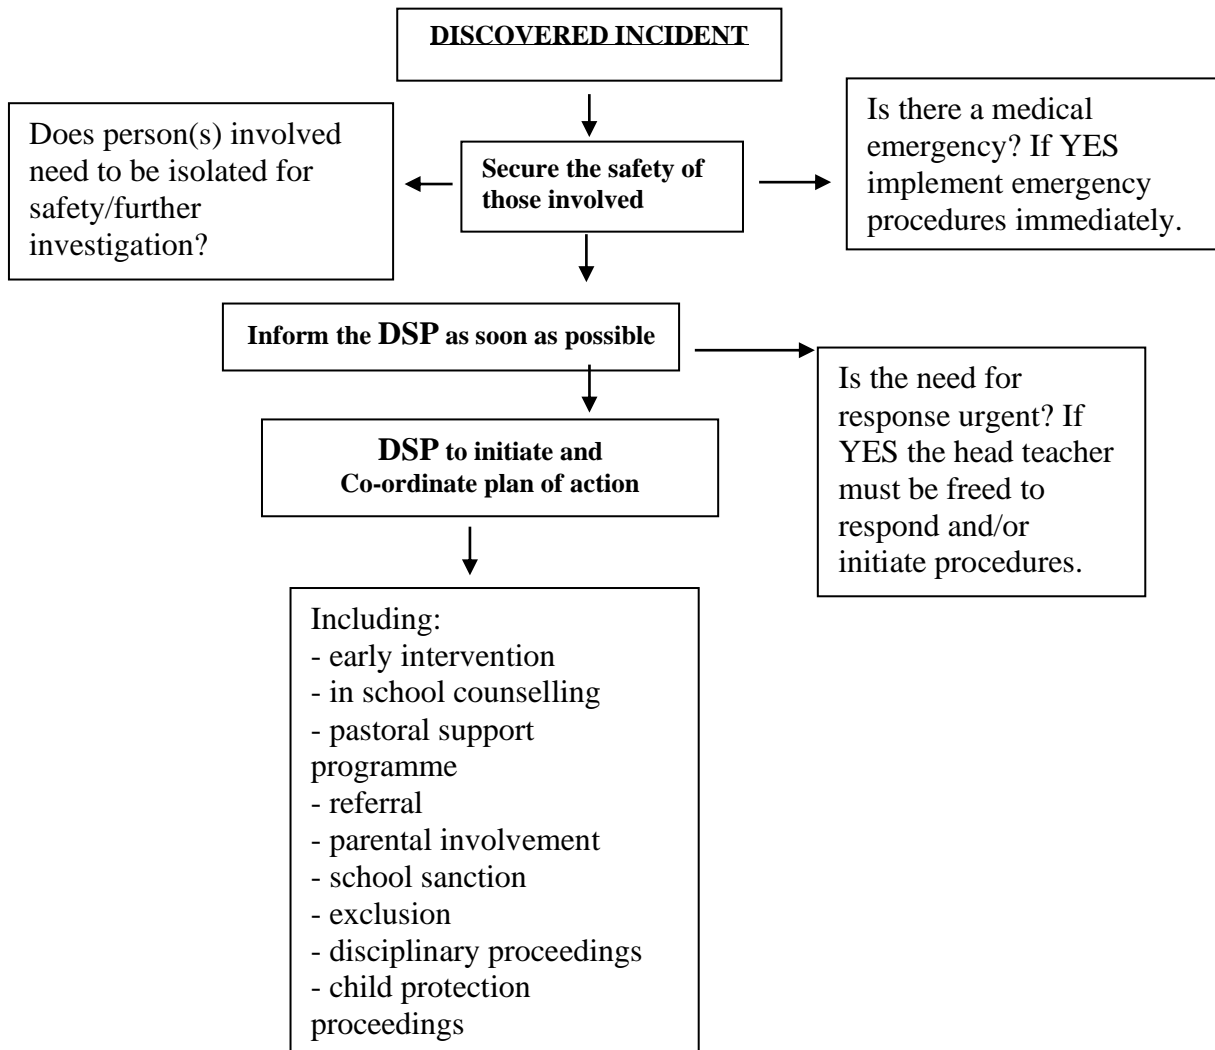 DISCOVERED INCIDENT
Does person(s) involved
need to be isolated for
safety/further
investigation?
Secure the safety of
those involved
Is there a medical
emergency? If YES
implement emergency
procedures immediately.
Inform the DSP as soon as possible
Is the need for
response urgent? If
YES the head teacher
must be freed to
respond and/or
initiate procedures.
DSP to initiate and
Co-ordinate plan of action
Including:
- early intervention
- in school counselling
- pastoral support
programme
- referral
- parental involvement
- school sanction
- exclusion
- disciplinary proceedings
- child protection
proceedings